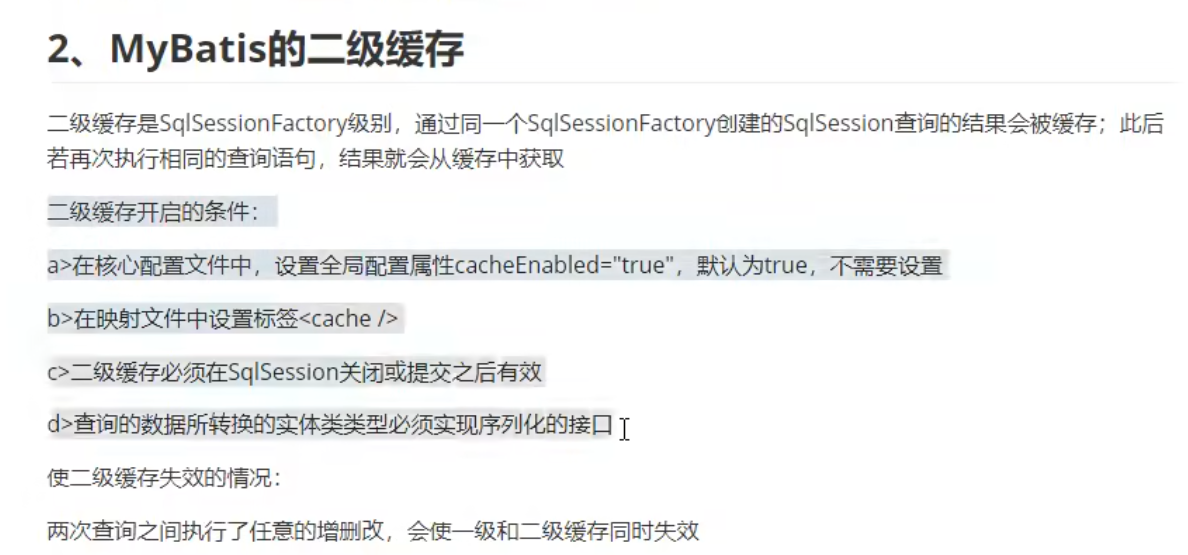 2、MyBatis的二级缓存
二级缓存是SqlSessionFactory级别，通过同一个SqlSessionFactory创建的SqlSession查询的结果会被缓存；此后
若再次执行相同的查询语句，结果就会从缓存中获取
二级缓存开启的条件：
a>在核心配置文件中，设置全局配置属性cacheEnabled="true"，默认为true，不需要设置
b>在映射文件中设置标签<cache />
c>二级缓存必须在SqlSession关闭或提交之后有效
d>查询的数据所转换的实体类类型必须实现序列化的接口
使二级缓存失效的情况：
两次查询之间执行了任意的增删改，会使一级和二级缓存同时失效